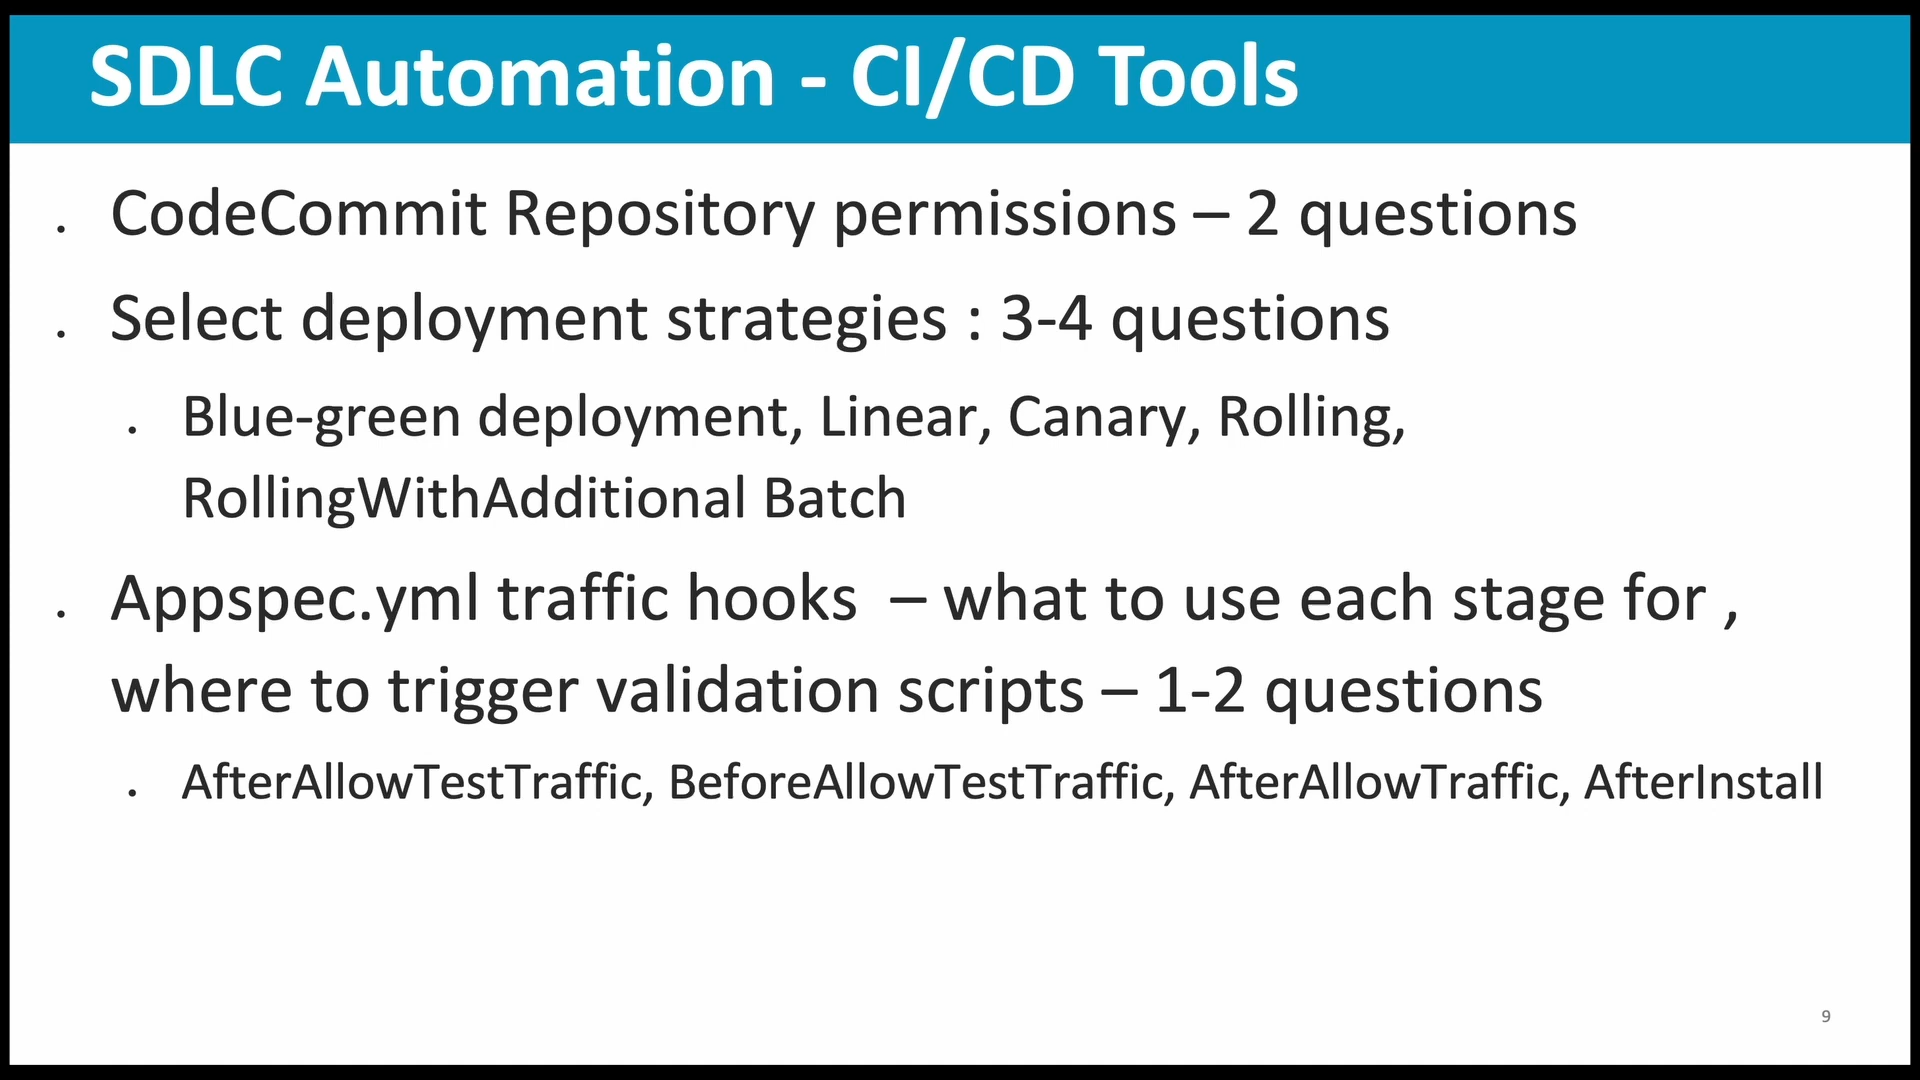 SDLC Automation - CI/CD Tools
. CodeCommit Repository permissions – 2 questions
. Select deployment strategies : 3-4 questions
. Blue-green deployment, Linear, Canary, Rolling,
RollingWithAdditional Batch
. Appspec.yml traffic hooks – what to use each stage for ,
where to trigger validation scripts – 1-2 questions
. AfterAllowTestTraffic, BeforeAllowTestTraffic, AfterAllowTraffic, AfterInstall
9